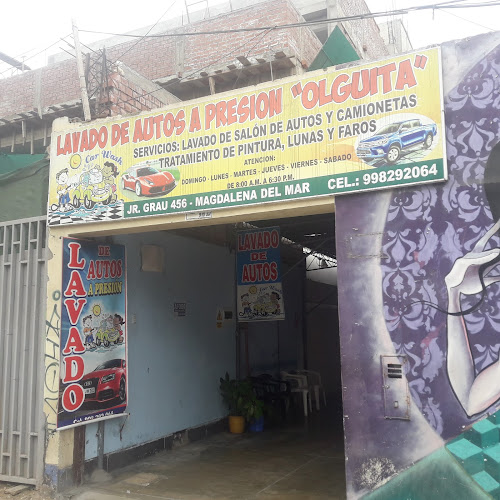 LAVADO DE AUTOS A PRESION "OLGUITA"
SERVICIOS: LAVADO DE SALÓN DE AUTOS Y CAMIONETAS
TRATAMIENTO DE PINTURA, LUNAS Y FAROS
Car Wash
ATENCION:
DOMINGO - LUNES - MARTES - JUEVES - VIERNES - SABADO
DE 8:00 A.M. A 6:30 P.M.
JR. GRAU 456 - MAGDALENA DEL MAR
CEL.: 998292064
LAVADO
DE
AUTOS
A PRESION
LAVADO
DE
AUTOS